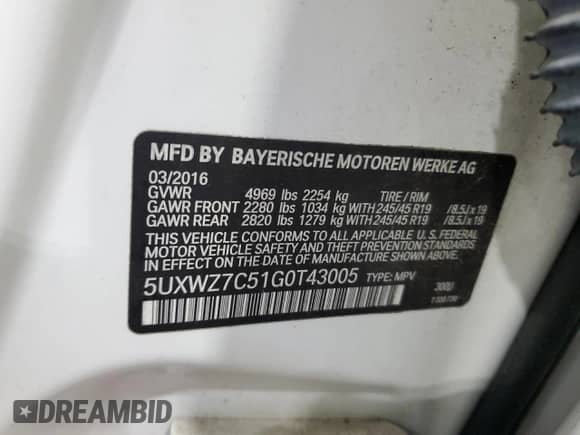 MFD BY BAYERISCHE MOTOREN WERKE AG
03/2016
GVWR 4969 lbs 2254 kg TIRE / RIM
GAWR FRONT 2280 lbs 1034 kg WITH 245/45 R19 /8.5J x 19
GAWR REAR 2820 lbs 1279 kg WITH 245/45 R19 /8.5J x 19
THIS VEHICLE CONFORMS TO ALL APPLICABLE U. S. FEDERAL
MOTOR VEHICLE SAFETY AND THEFT PREVENTION STANDARDS
IN EFFECT ON THE DATE OF MANUFACTURE SHOWN ABOVE.
5UXWZ7C51G0T43005 TYPE: MPV
300U
DREAMBID